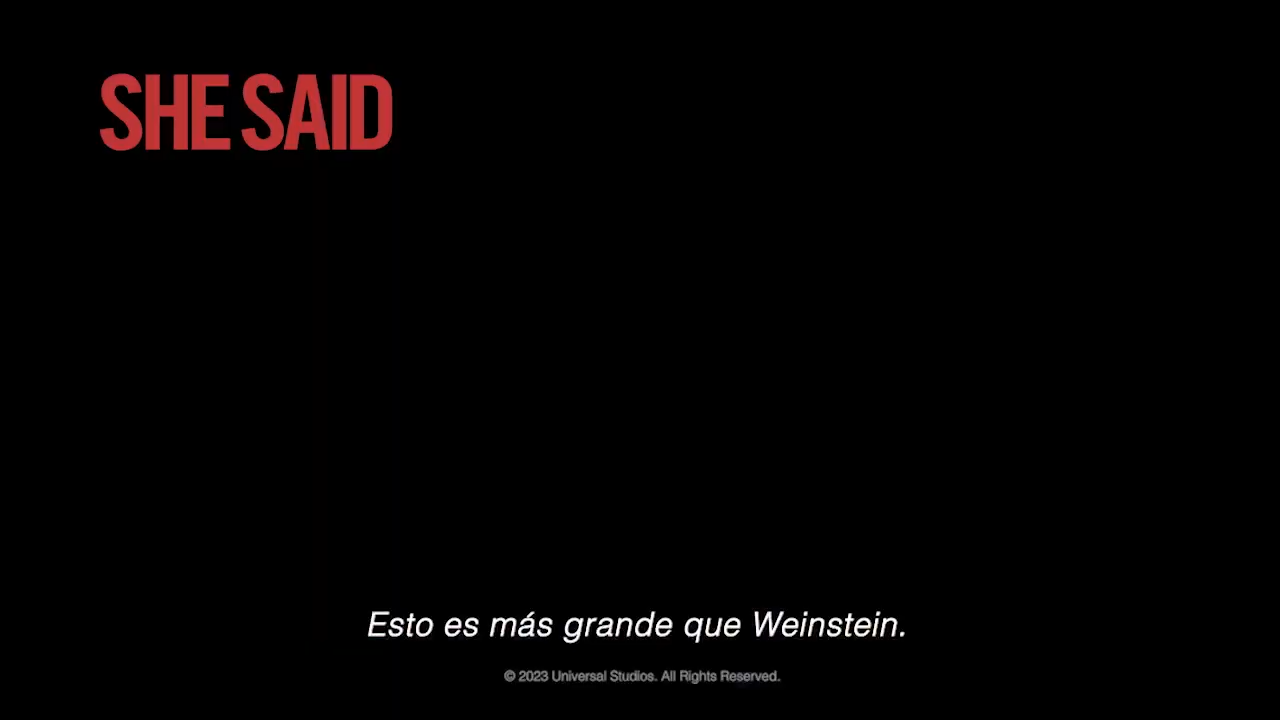 SHE SAID
Esto es más grande que Weinstein.
© 2023 Universal Studios. All Rights Reserved.